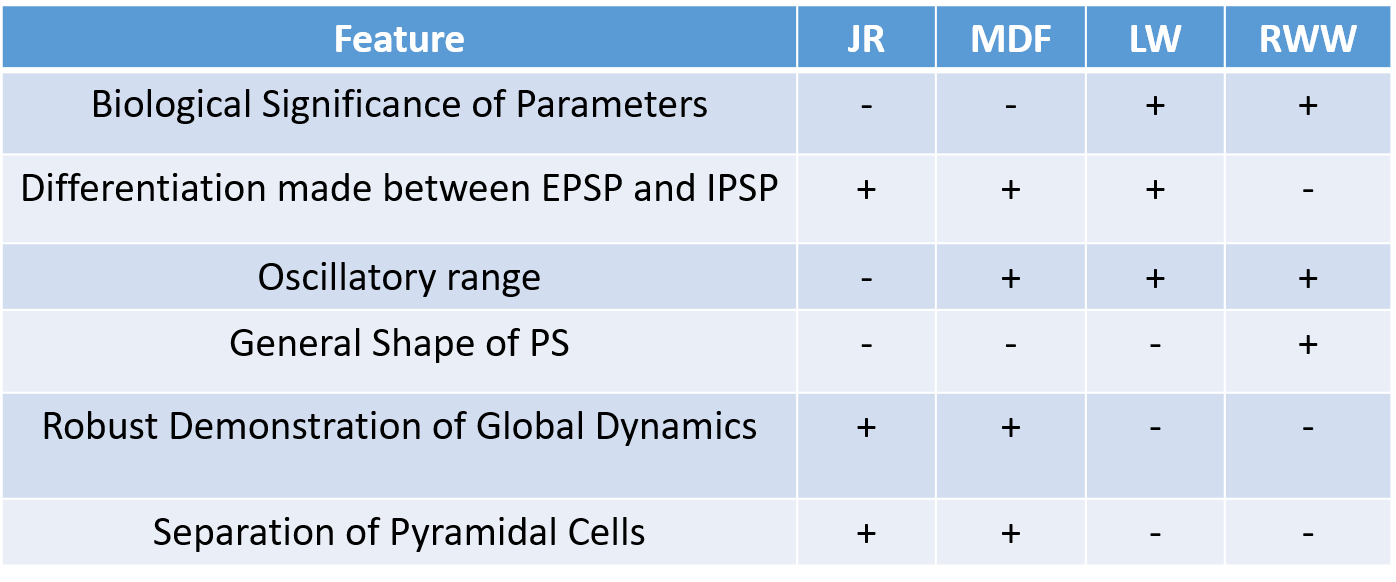 Feature JR MDF LW RWW
Biological Significance of Parameters - - + +
Differentiation made between EPSP and IPSP + + + -
Oscillatory range - + + +
General Shape of PS - - - +
Robust Demonstration of Global Dynamics + + - -
Separation of Pyramidal Cells + + - -